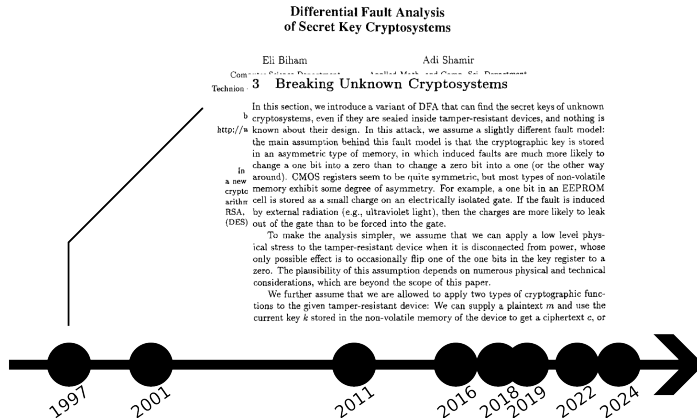 Differential Fault Analysis
of Secret Key Cryptosystems
Eli Biham Adi Shamir
3 Breaking Unknown Cryptosystems
Technion
In this section, we introduce a variant of DFA that can find the secret keys of unknown
b cryptosystems, even if they are sealed inside tamper-resistant devices, and nothing is
http://w known about their design. In this attack, we assume a slightly different fault model:
the main assumption behind this fault model is that the cryptographic key is stored
in an asymmetric type of memory, in which induced faults are much more likely to
In change a one bit into a zero than to change a zero bit into a one (or the other way
a new around). CMOS registers seem to be quite symmetric, but most types of non-volatile
crypto memory exhibit some degree of asymmetry. For example, a one bit in an EEPROM
arithm cell is stored as a small charge on an electrically isolated gate. If the fault is induced
RSA, by external radiation (e.g., ultraviolet light), then the charges are more likely to leak
(DES) out of the gate than to be forced into the gate.
To make the analysis simpler, we assume that we can apply a low level phys-
ical stress to the tamper-resistant device when it is disconnected from power, whose
only possible effect is to occasionally flip one of the one bits in the key register to a
zero. The plausibility of this assumption depends on numerous physical and technical
considerations, which are beyond the scope of this paper.
We further assume that we are allowed to apply two types of cryptographic func-
tions to the given tamper-resistant device: We can supply a plaintext m and use the
current key k stored in the non-volatile memory of the device to get a ciphertext c, or
1997 2001 2011 2016 2018 2019 2022 2024